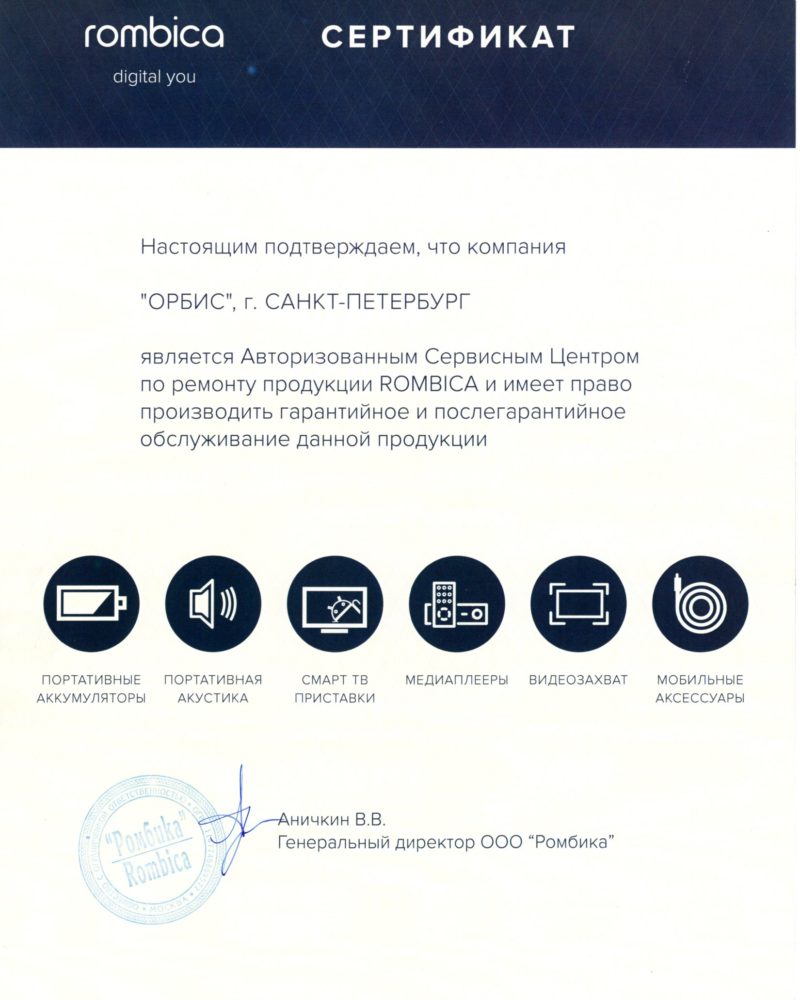 rombica
СЕРТИФИКАТ
digital you
Настоящим подтверждаем, что компания
"ОРБИС", г. САНКТ-ПЕТЕРБУРГ
является Авторизованным Сервисным Центром
по ремонту продукции ROMBICA и имеет право
производить гарантийное и послегарантийное
обслуживание данной продукции
ПОРТАТИВНЫЕ
АККУМУЛЯТОРЫ
ПОРТАТИВНАЯ
АКУСТИКА
СМАРТ ТВ
ПРИСТАВКИ
МЕДИАПЛЕЕРЫ
ВИДЕОЗАХВАТ
МОБИЛЬНЫЕ
АКСЕССУАРЫ
"Ромбика"
Rombica
МОСКВА
Аничкин В.В.
Генеральный директор ООО “Ромбика”